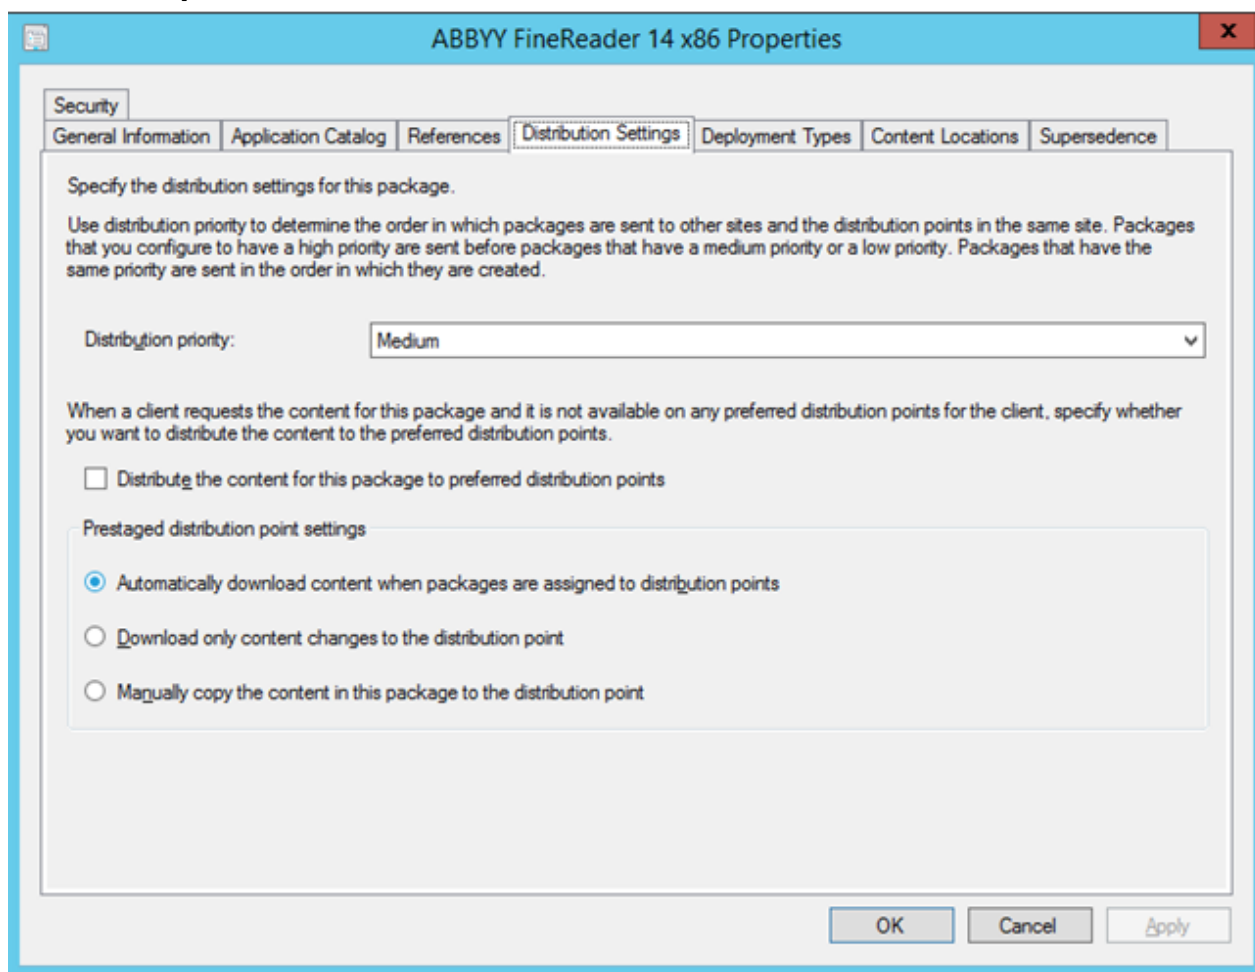 ABBYY FineReader 14 x86 Properties
x
Security
General Information Application Catalog References Distribution Settings Deployment Types Content Locations Supersedence
Specify the distribution settings for this package.
Use distribution priority to determine the order in which packages are sent to other sites and the distribution points in the same site. Packages
that you configure to have a high priority are sent before packages that have a medium priority or a low priority. Packages that have the
same priority are sent in the order in which they are created.
Distribution priority: Medium
When a client requests the content for this package and it is not available on any preferred distribution points for the client, specify whether
you want to distribute the content to the preferred distribution points.
Distribute the content for this package to preferred distribution points
Prestaged distribution point settings
Automatically download content when packages are assigned to distribution points
Download only content changes to the distribution point
Manually copy the content in this package to the distribution point
OK Cancel Apply